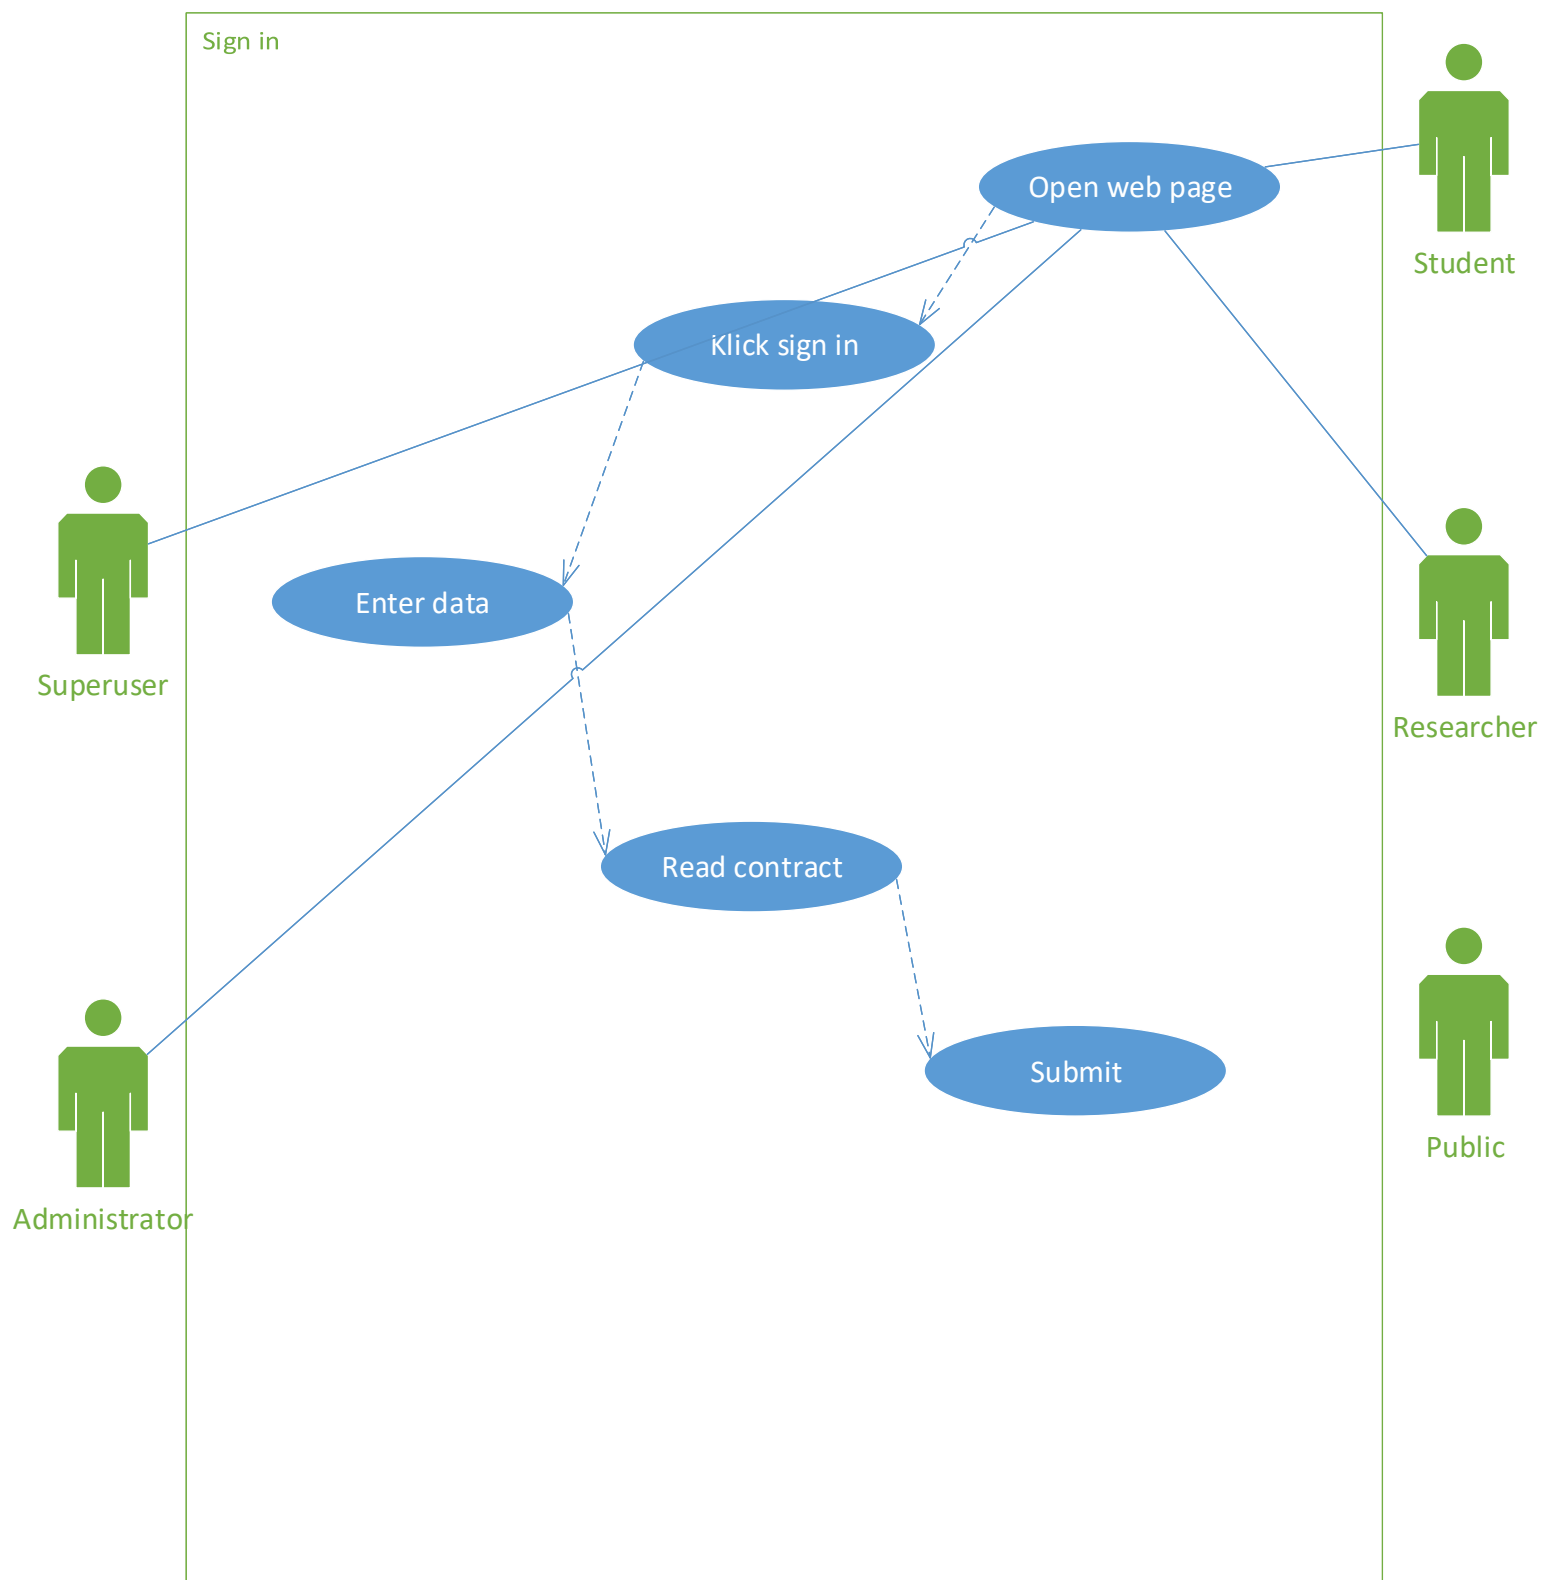 Sign in
Open web page
Student
Klick sign in
Enter data
Superuser
Researcher
Read contract
Submit
Public
Administrator